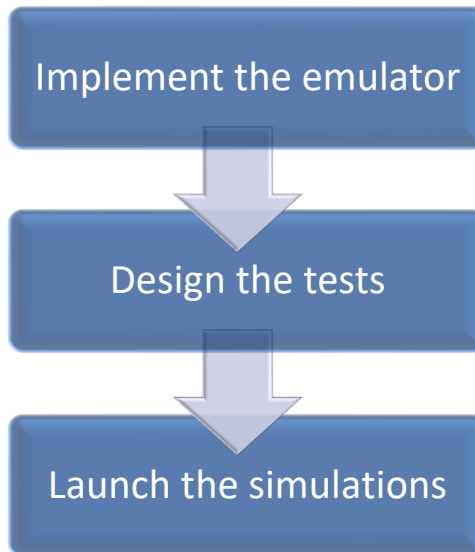 Implement the emulator
Design the tests
Launch the simulations